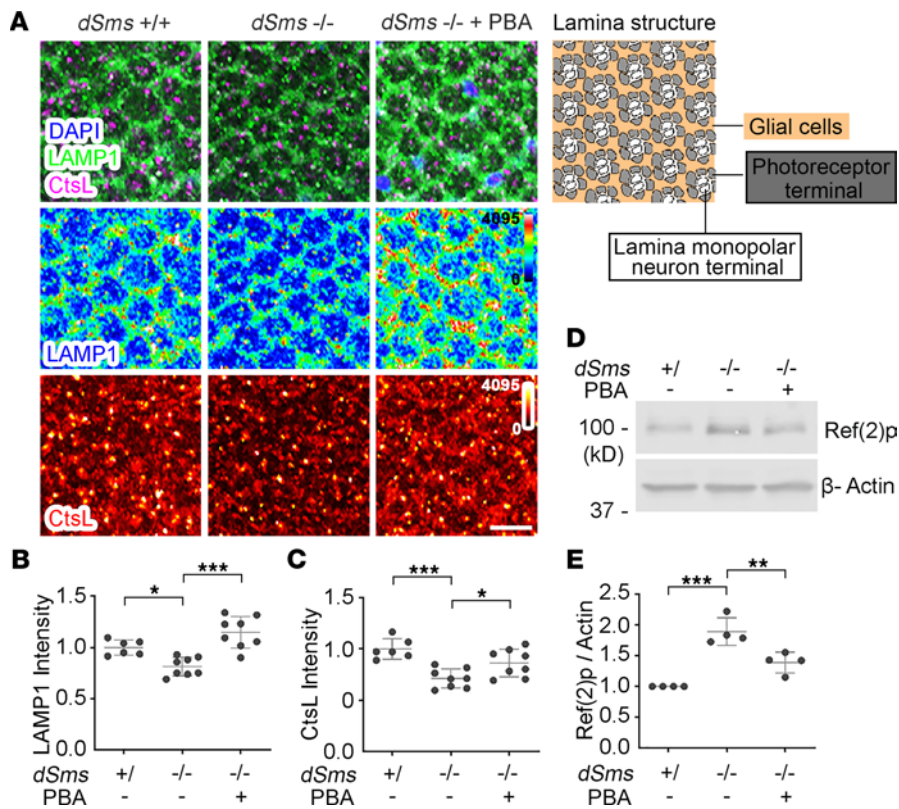 A
dSms +/+
dSms -/-
dSms -/- + PBA
Lamina structure
DAPI
LAMP1
CtsL
Glial cells
Photoreceptor
terminal
Lamina monopolar
neuron terminal
4095
0
LAMP1
4095
0
CtsL
D
dSms +/ -/- -/-
PBA - - +
100 -
(kD)
Ref(2)p
β- Actin
37 -
B
LAMP1 Intensity
1.5
1.0
0.5
0.0
*
***
dSms +/ -/- -/-
PBA - - +
C
CtsL Intensity
1.5
1.0
0
0.0
***
*
+/ -/- -/-
- - +
E
Ref(2)p / Actin
2.5
2.0
1.5
1.0
0.5
0.0
***
**
dSms +/ -/- -/-
PBA - - +